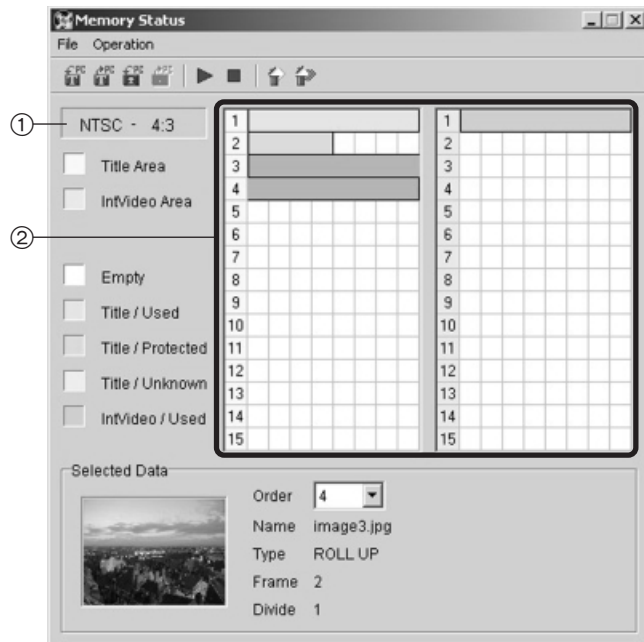 Memory Status
File Operation
① NTSC - 4:3
Title Area
IntVideo Area
②
Empty
Title / Used
Title / Protected
Title / Unknown
IntVideo / Used
1
2
3
4
5
6
7
8
9
10
11
12
13
14
15
1
2
3
4
5
6
7
8
9
10
11
12
13
14
15
Selected Data
Order 4
Name image3.jpg
Type ROLL UP
Frame 2
Divide 1